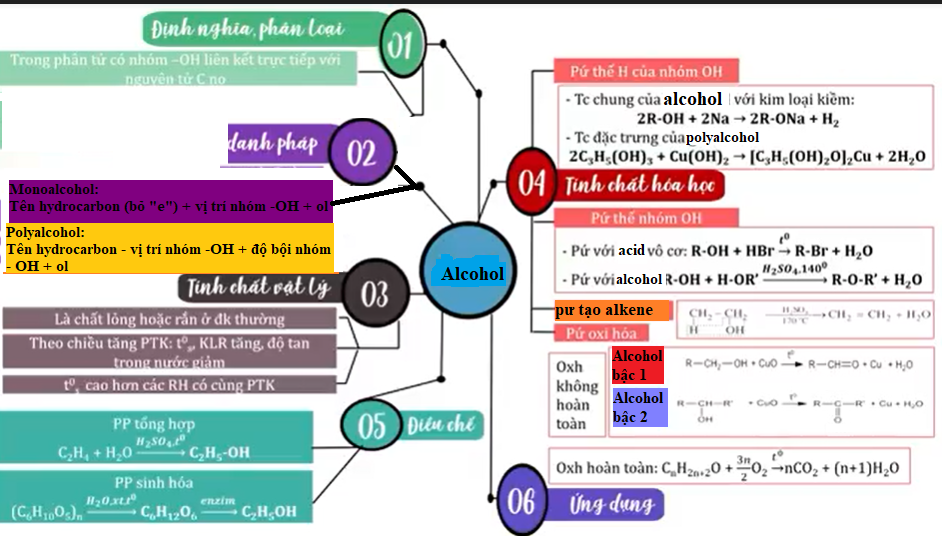 Định nghĩa, phân loại
01
Trong phân tử có nhóm –OH liên kết trực tiếp với
nguyên tử C no
danh pháp
02
Monoalcohol:
Tên hydrocarbon (bỏ "e") + vị trí nhóm -OH + ol
Polyalcohol:
Tên hydrocarbon - vị trí nhóm -OH + độ bội nhóm
- OH + ol
Alcohol
Tính chất vật lý
03
Là chất lỏng hoặc rắn ở đk thường
Theo chiều tăng PTK: t⁰ₛ, KLR tăng, độ tan
trong nước giảm
t⁰ₛ cao hơn các RH có cùng PTK
05
Điều chế
PP tổng hợp
C₂H₄ + H₂O —H₂SO₄,t⁰→ C₂H₅-OH
PP sinh hóa
(C₆H₁₀O₅)ₙ —H₂O,xt,t⁰→ C₆H₁₂O₆ —enzim→ C₂H₅OH
04
Tính chất hóa học
Pứ thế H của nhóm OH
- Tc chung của alcohol với kim loại kiềm:
2R-OH + 2Na → 2R-ONa + H₂
- Tc đặc trưng của polyalcohol
2C₃H₅(OH)₃ + Cu(OH)₂ → [C₃H₅(OH)₂O]₂Cu + 2H₂O
Pứ thế nhóm OH
- Pứ với acid vô cơ: R-OH + HBr —t⁰→ R-Br + H₂O
- Pứ với alcohol R-OH + H-OR' —H₂SO₄,140⁰→ R-O-R' + H₂O
pư tạo alkene
CH₂ – CH₂ —H₂SO₄ 170°C→ CH₂ = CH₂ + H₂O
H OH
Pứ oxi hóa
Oxh
không
hoàn
toàn
Alcohol
bậc 1
R—CH₂—OH + CuO —t⁰→ R—CH=O + Cu + H₂O
Alcohol
bậc 2
R—CH—R' + CuO —t⁰→ R—C—R' + Cu + H₂O
OH O
Oxh hoàn toàn: CₙH₂ₙ₊₂O + 3n/2 O₂ —t⁰→ nCO₂ + (n+1)H₂O
06
Ứng dụng